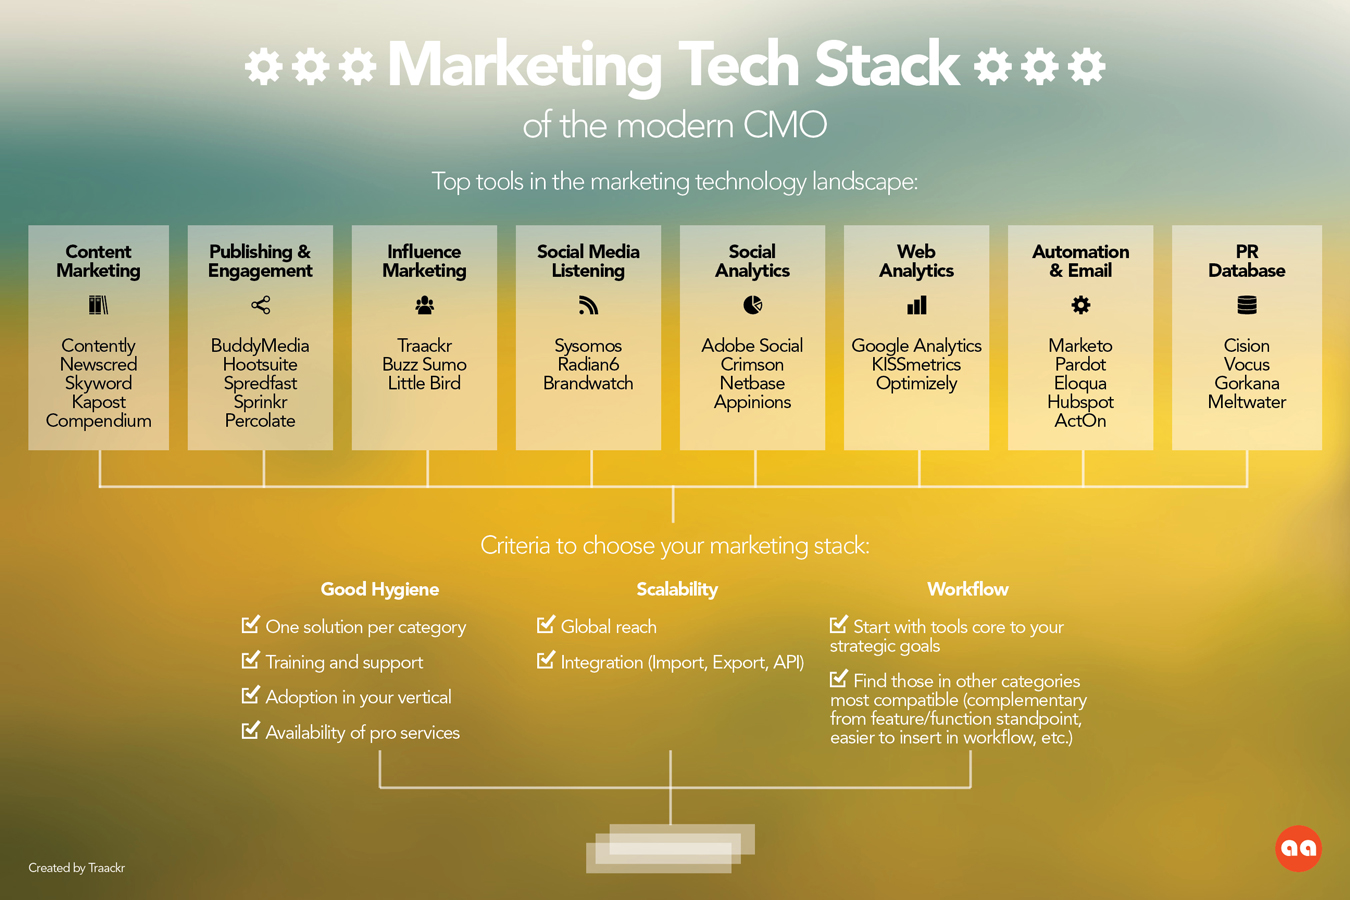 Marketing Tech Stack
of the modern CMO
Top tools in the marketing technology landscape:
Content
Marketing
Contently
Newscred
Skyword
Kapost
Compendium
Publishing &
Engagement
BuddyMedia
Hootsuite
Spredfast
Sprinkr
Percolate
Influence
Marketing
Traackr
Buzz Sumo
Little Bird
Social Media
Listening
Sysomos
Radian6
Brandwatch
Social
Analytics
Adobe Social
Crimson
Netbase
Appinions
Web
Analytics
Google Analytics
KISSmetrics
Optimizely
Automation
& Email
Marketo
Pardot
Eloqua
Hubspot
ActOn
PR
Database
Cision
Vocus
Gorkana
Meltwater
Criteria to choose your marketing stack:
Good Hygiene
One solution per category
Training and support
Adoption in your vertical
Availability of pro services
Scalability
Global reach
Integration (Import, Export, API)
Workflow
Start with tools core to your
strategic goals
Find those in other categories
most compatible (complementary
from feature/function standpoint,
easier to insert in workflow, etc.)
Created by Traackr
aa